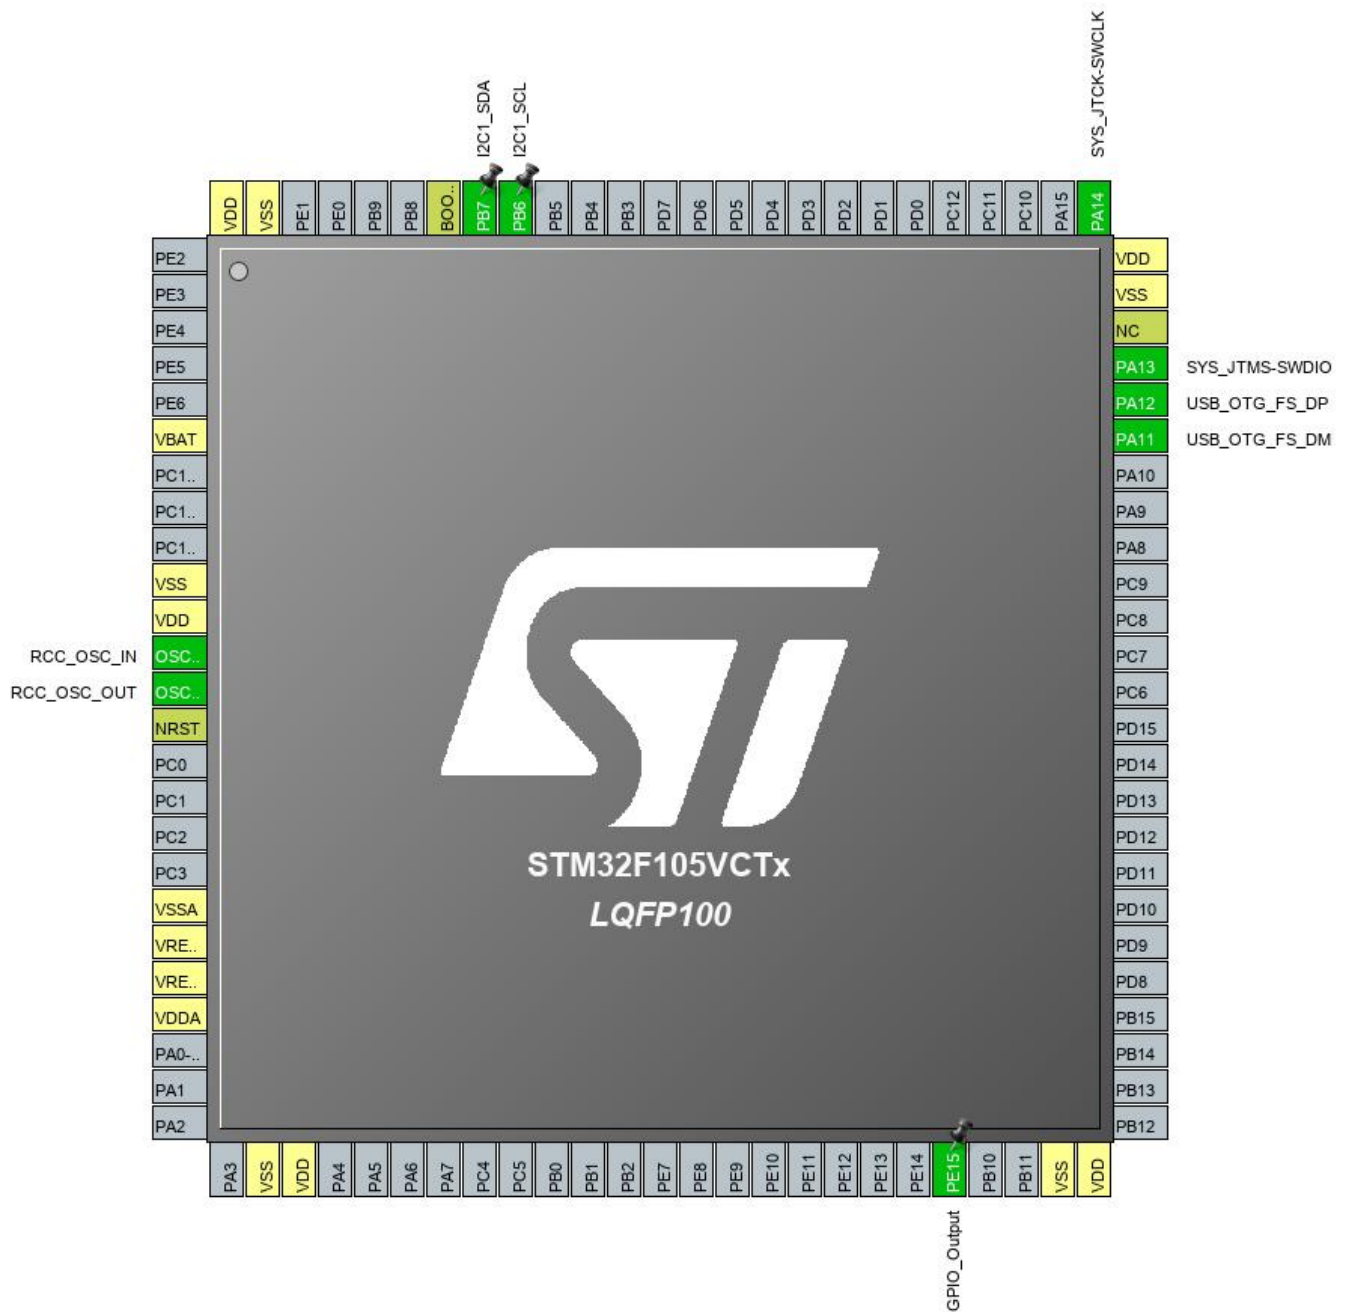 SYS_JTCK-SWCLK
I2C1_SDA
I2C1_SCL
VDD
VSS
PE1
PE0
PB9
PB8
BOO..
PB7
PB6
PB5
PB4
PB3
PD7
PD6
PD5
PD4
PD3
PD2
PD1
PD0
PC12
PC11
PC10
PA15
PA14
PE2
PE3
PE4
PE5
PE6
VBAT
PC1..
PC1..
PC1..
VSS
VDD
RCC_OSC_IN OSC..
RCC_OSC_OUT OSC..
NRST
PC0
PC1
PC2
PC3
VSSA
VRE..
VRE..
VDDA
PA0-..
PA1
PA2
ST
STM32F105VCTx
LQFP100
VDD
VSS
NC
PA13 SYS_JTMS-SWDIO
PA12 USB_OTG_FS_DP
PA11 USB_OTG_FS_DM
PA10
PA9
PA8
PC9
PC8
PC7
PC6
PD15
PD14
PD13
PD12
PD11
PD10
PD9
PD8
PB15
PB14
PB13
PB12
PA3
VSS
VDD
PA4
PA5
PA6
PA7
PC4
PC5
PB0
PB1
PB2
PE7
PE8
PE9
PE10
PE11
PE12
PE13
PE14
PE15
PB10
PB11
VSS
VDD
GPIO_Output